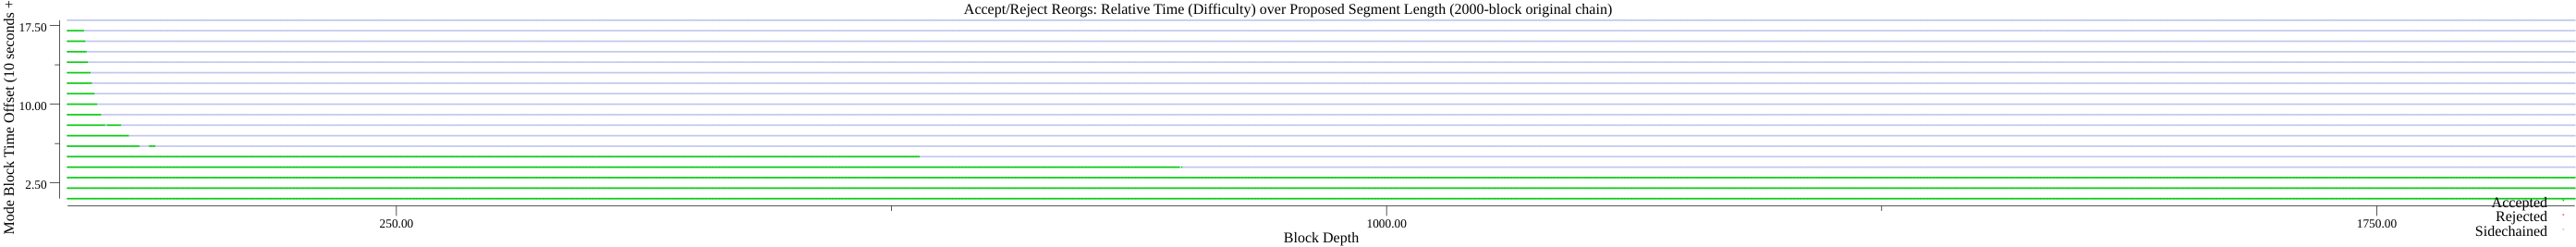 Accept/Reject Reorgs: Relative Time (Difficulty) over Proposed Segment Length (2000-block original chain)
Mode Block Time Offset (10 seconds +
17.50
10.00
2.50
250.00
1000.00
1750.00
Block Depth
Accepted
Rejected
Sidechained